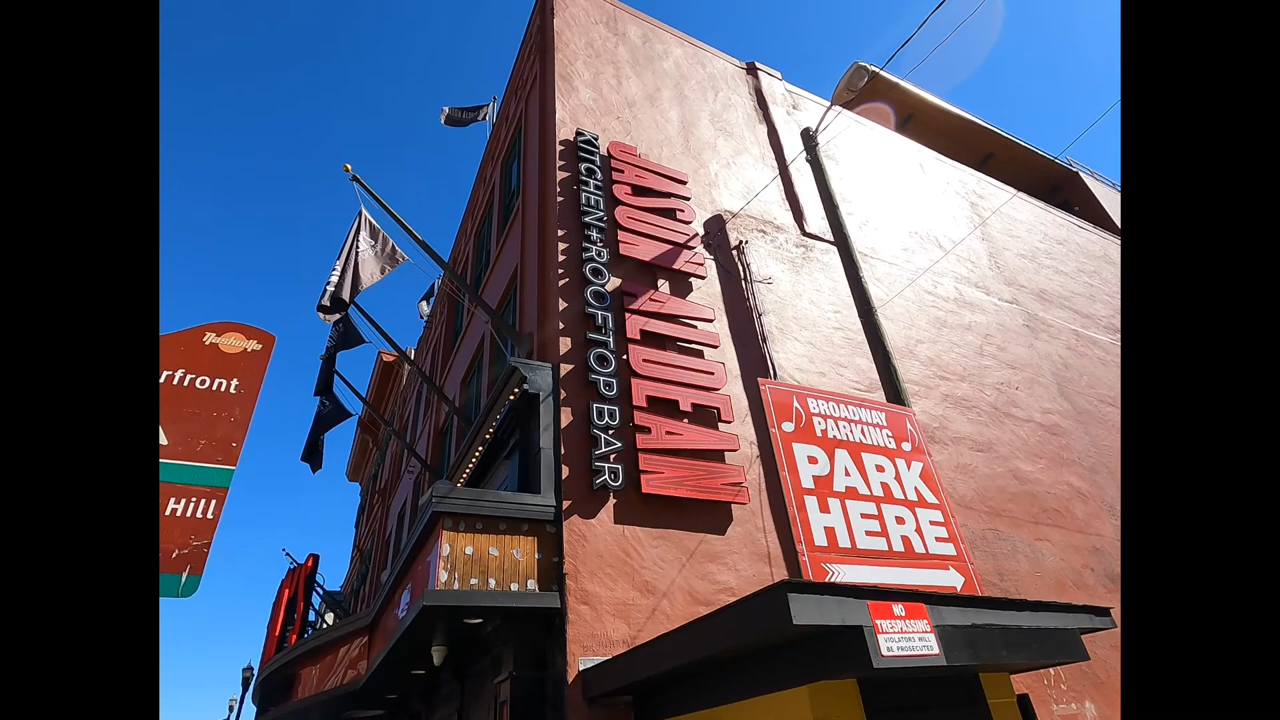 Nashville
rfront
Hill
JASON ALDEAN
KITCHEN+ROOFTOP BAR
BROADWAY
PARKING
PARK
HERE
NO
TRESPASSING
VIOLATORS WILL
BE PROSECUTED